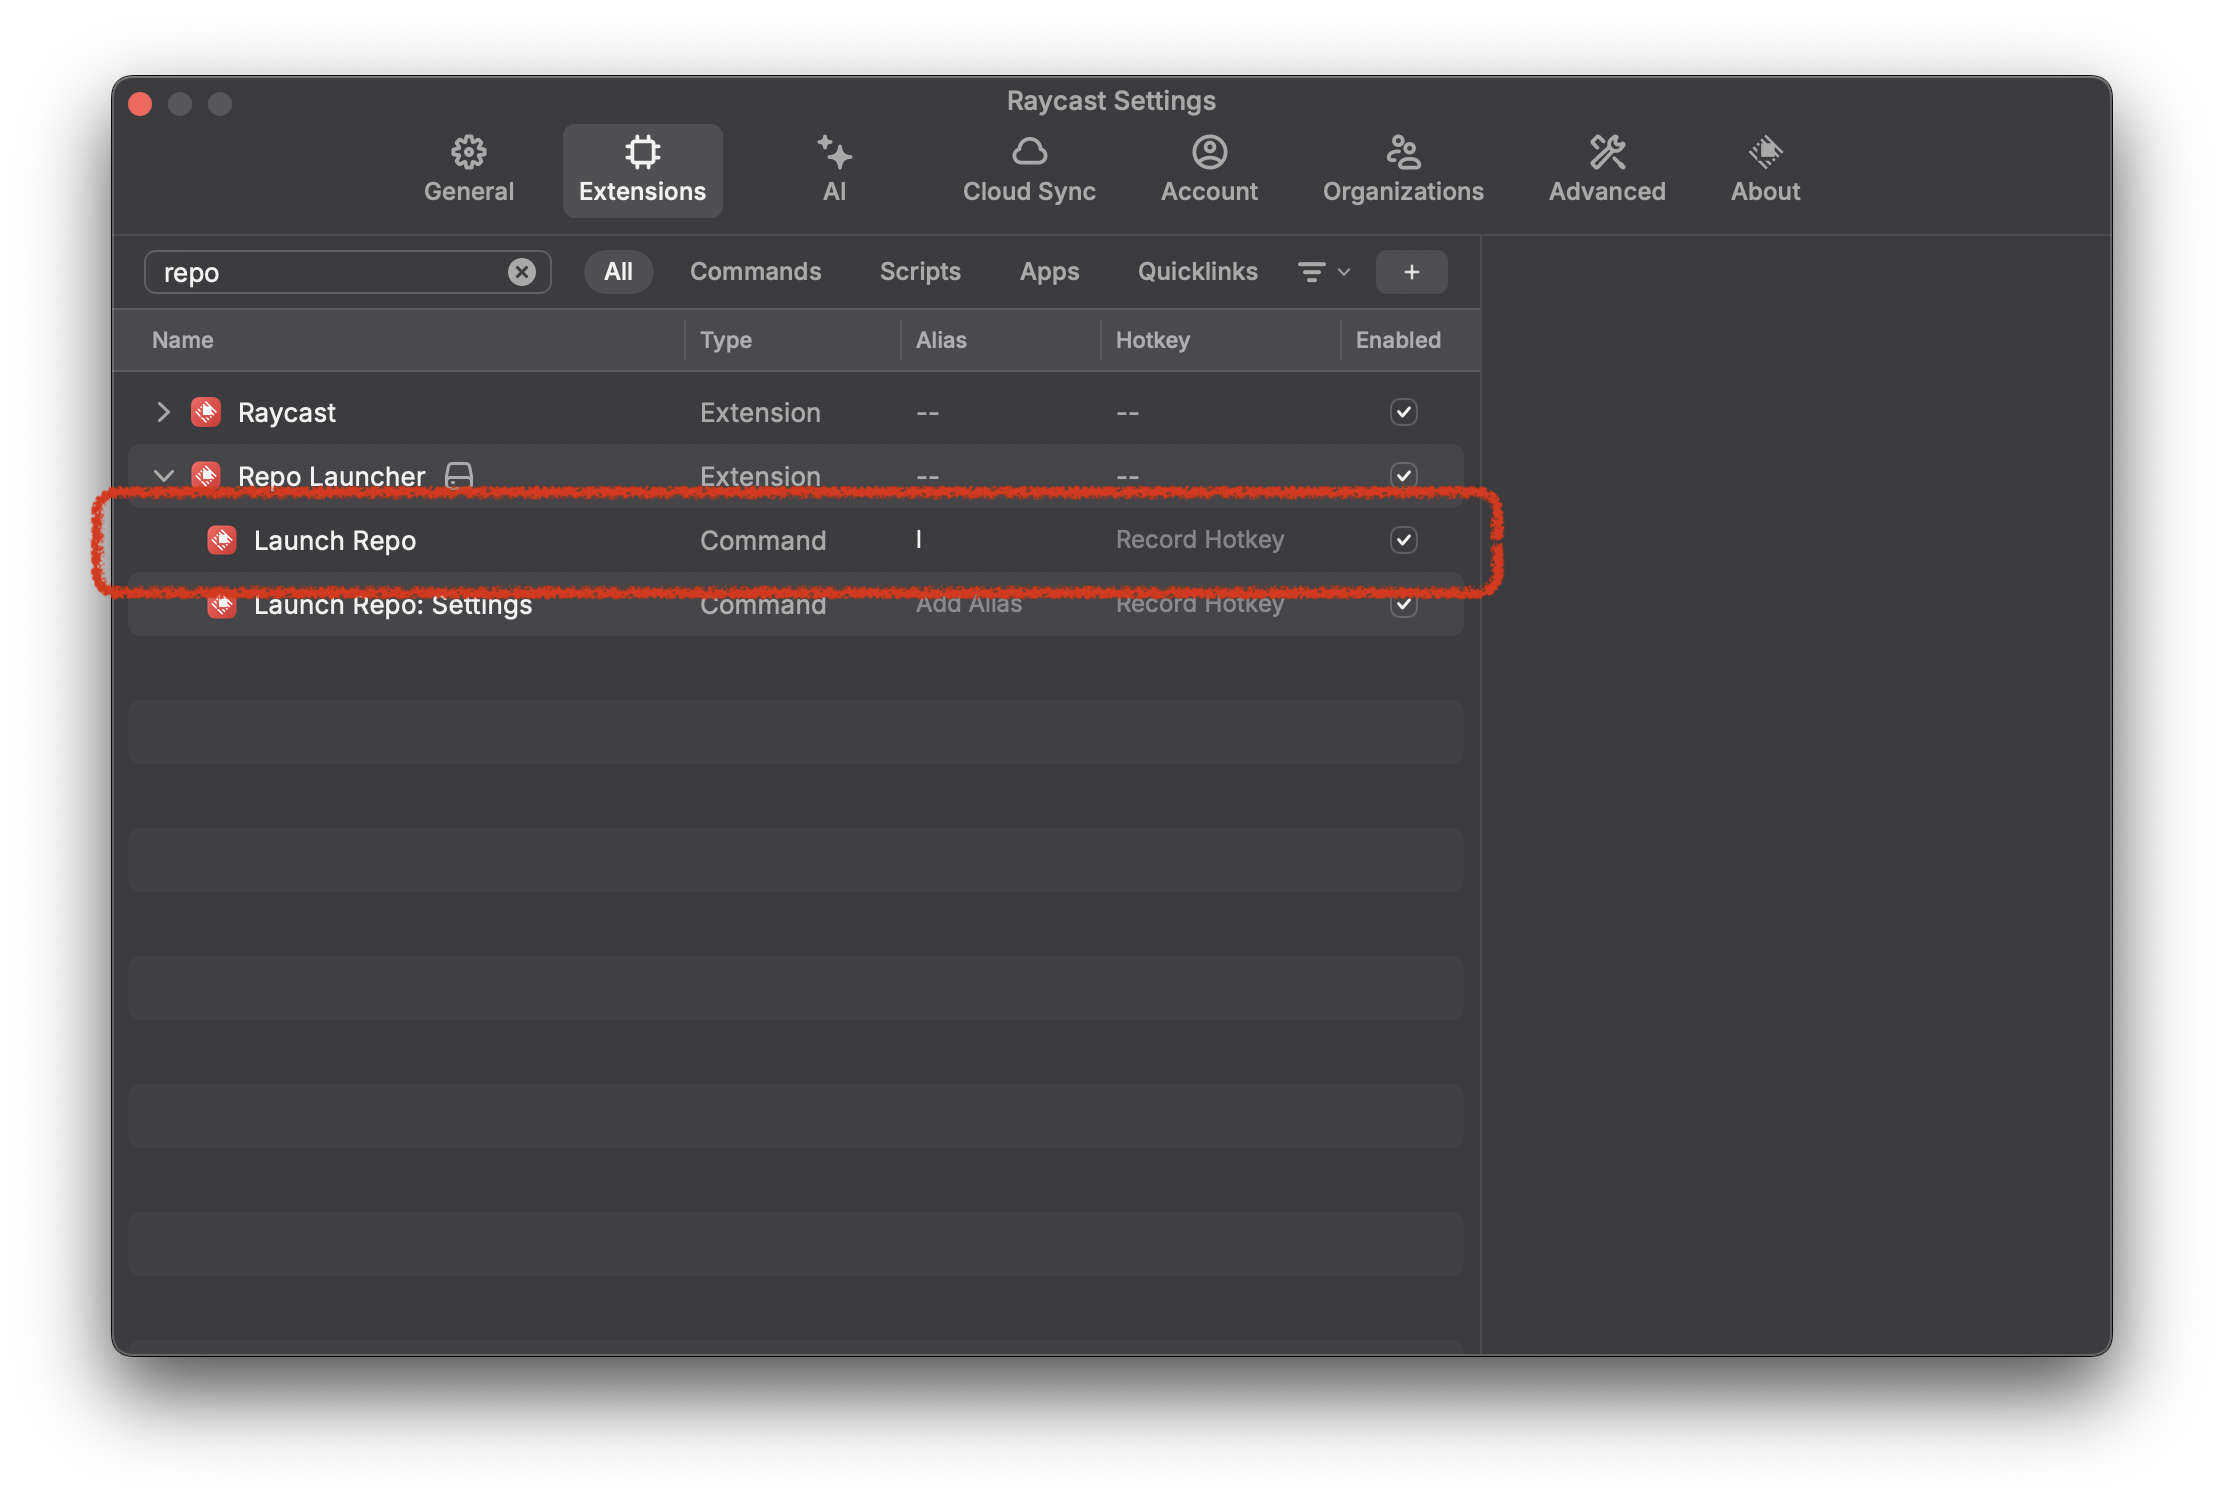 Raycast Settings
General Extensions AI Cloud Sync Account Organizations Advanced About
repo All Commands Scripts Apps Quicklinks +
Name Type Alias Hotkey Enabled
Raycast Extension -- --
Repo Launcher Extension -- --
Launch Repo Command l Record Hotkey
Launch Repo: Settings Command Add Alias Record Hotkey